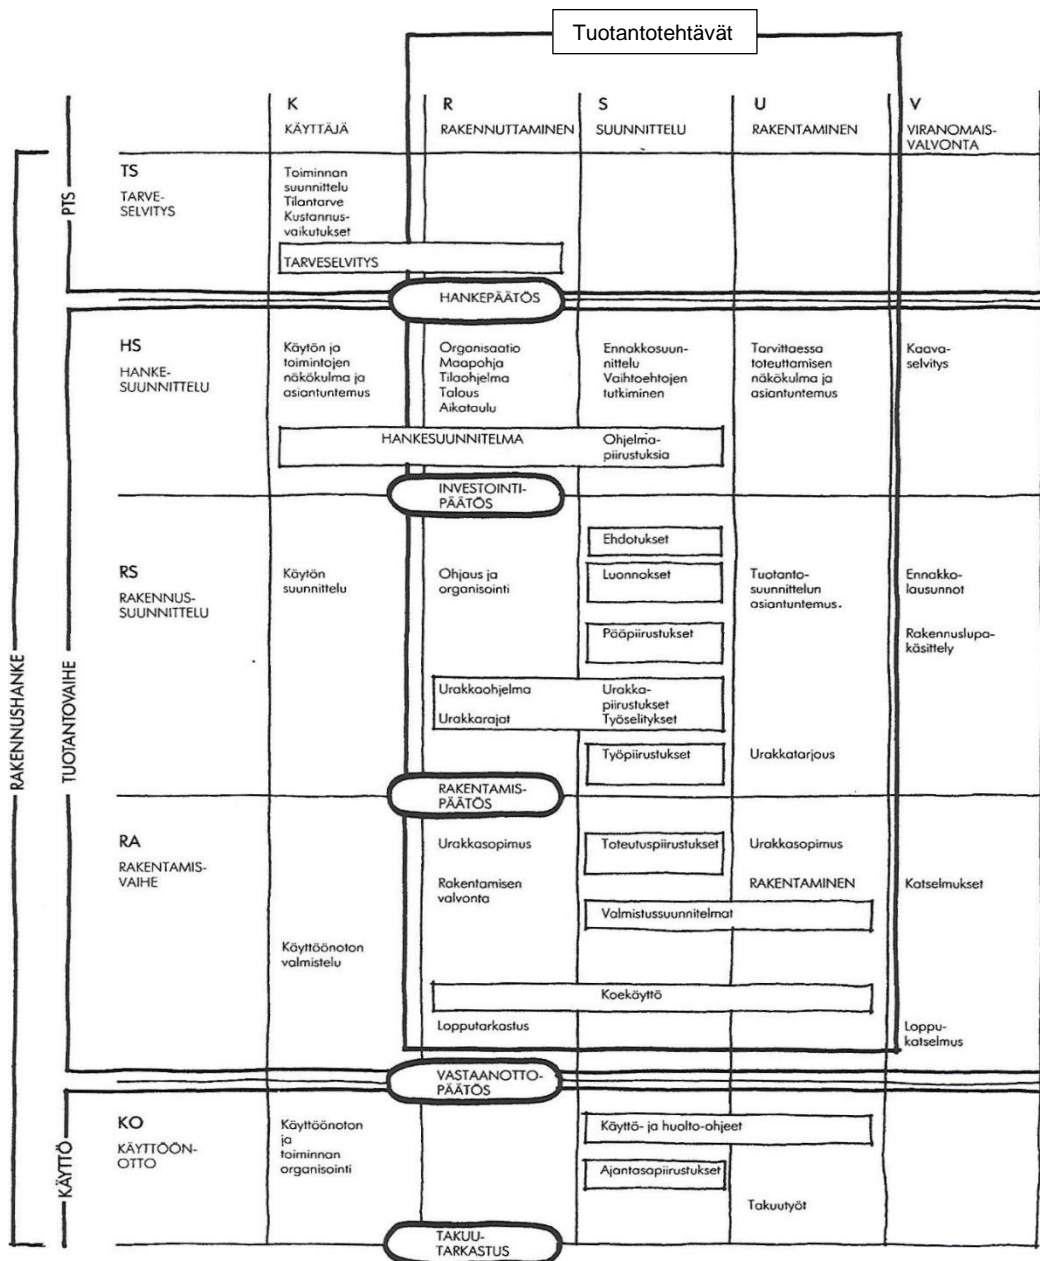 Tuotantotehtävät
K
KÄYTTÄJÄ
R
RAKENNUTTAMINEN
S
SUUNNITTELU
U
RAKENTAMINEN
V
VIRANOMAIS-
VALVONTA
RAKENNUSHANKE
PTS
TS
TARVE-
SELVITYS
Toiminnan
suunnittelu
Tilantarve
Kustannus-
vaikutukset
TARVESELVITYS
HANKEPÄÄTÖS
TUOTANTOVAIHE
HS
HANKE-
SUUNNITTELU
Käytön ja
toimintojen
näkökulma ja
asiantuntemus
Organisaatio
Maapohja
Tilaohjelma
Talous
Aikataulu
Ennakkosuun-
nittelu
Vaihtoehtojen
tutkiminen
Tarvittaessa
toteuttamisen
näkökulma ja
asiantuntemus
Kaava-
selvitys
HANKESUUNNITELMA
Ohjelma-
piirustuksia
INVESTOINTI-
PÄÄTÖS
RS
RAKENNUS-
SUUNNITTELU
Käytön
suunnittelu
Ohjaus ja
organisointi
Ehdotukset
Luonnokset
Pääpiirustukset
Tuotanto-
suunnittelun
asiantuntemus.
Ennakko-
lausunnot
Rakennuslupa-
käsittely
Urakkaohjelma
Urakkarajat
Urakka-
piirustukset
Työselitykset
Työpiirustukset
Urakkatarjous
RAKENTAMIS-
PÄÄTÖS
RA
RAKENTAMIS-
VAIHE
Urakkasopimus
Toteutuspiirustukset
Urakkasopimus
Rakentamisen
valvonta
RAKENTAMINEN
Katselmukset
Valmistussuunnitelmat
Käyttöönoton
valmistelu
Koekäyttö
Lopputarkastus
Loppu-
katselmus
VASTAANOTTO-
PÄÄTÖS
KÄYTTÖ
KO
KÄYTTÖÖN-
OTTO
Käyttöönoton
ja
toiminnan
organisointi
Käyttö- ja huolto-ohjeet
Ajantasapiirustukset
Takuutyöt
TAKUU-
TARKASTUS